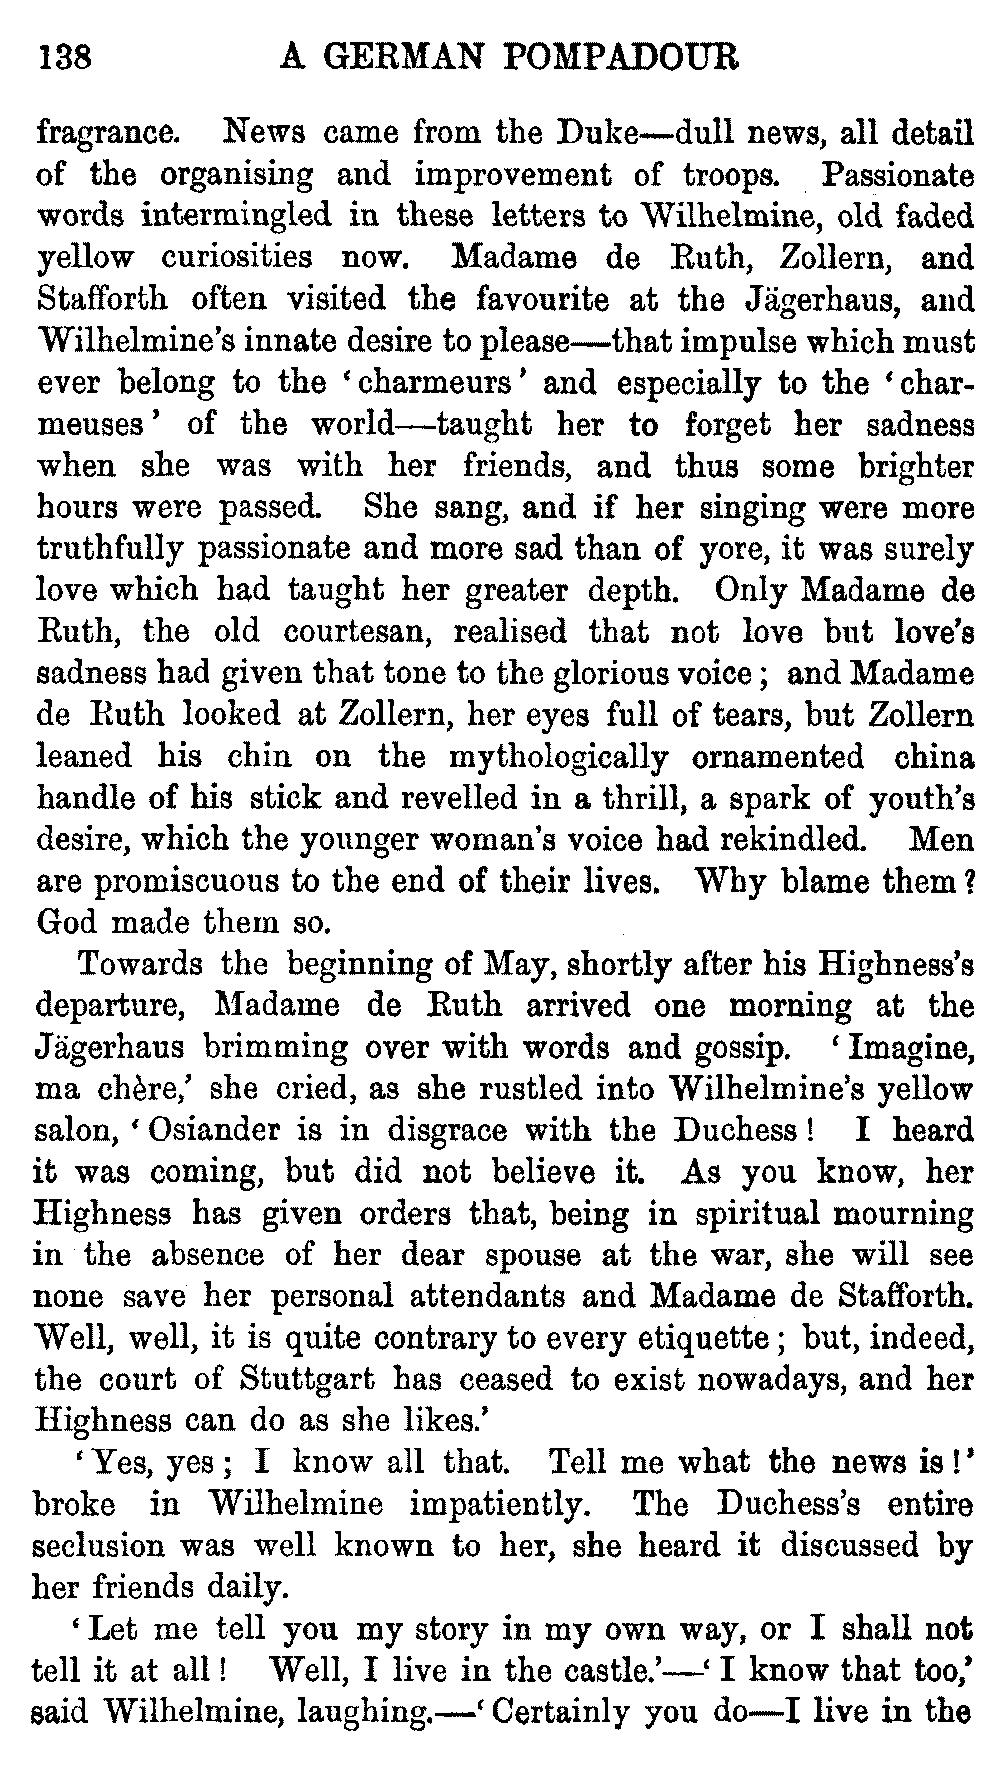 138 A GERMAN POMPADOUR
fragrance. News came from the Duke—dull news, all detail
of the organising and improvement of troops. Passionate
words intermingled in these letters to Wilhelmine, old faded
yellow curiosities now. Madame de Ruth, Zollern, and
Stafforth often visited the favourite at the Jägerhaus, and
Wilhelmine's innate desire to please—that impulse which must
ever belong to the 'charmeurs' and especially to the 'char-
meuses' of the world—taught her to forget her sadness
when she was with her friends, and thus some brighter
hours were passed. She sang, and if her singing were more
truthfully passionate and more sad than of yore, it was surely
love which had taught her greater depth. Only Madame de
Ruth, the old courtesan, realised that not love but love's
sadness had given that tone to the glorious voice; and Madame
de Ruth looked at Zollern, her eyes full of tears, but Zollern
leaned his chin on the mythologically ornamented china
handle of his stick and revelled in a thrill, a spark of youth's
desire, which the younger woman's voice had rekindled. Men
are promiscuous to the end of their lives. Why blame them?
God made them so.
Towards the beginning of May, shortly after his Highness's
departure, Madame de Ruth arrived one morning at the
Jägerhaus brimming over with words and gossip. 'Imagine,
ma chère,' she cried, as she rustled into Wilhelmine's yellow
salon, 'Osiander is in disgrace with the Duchess! I heard
it was coming, but did not believe it. As you know, her
Highness has given orders that, being in spiritual mourning
in the absence of her dear spouse at the war, she will see
none save her personal attendants and Madame de Stafforth.
Well, well, it is quite contrary to every etiquette; but, indeed,
the court of Stuttgart has ceased to exist nowadays, and her
Highness can do as she likes.'
'Yes, yes; I know all that. Tell me what the news is!'
broke in Wilhelmine impatiently. The Duchess's entire
seclusion was well known to her, she heard it discussed by
her friends daily.
'Let me tell you my story in my own way, or I shall not
tell it at all! Well, I live in the castle.'—'I know that too,'
said Wilhelmine, laughing.—'Certainly you do—I live in the